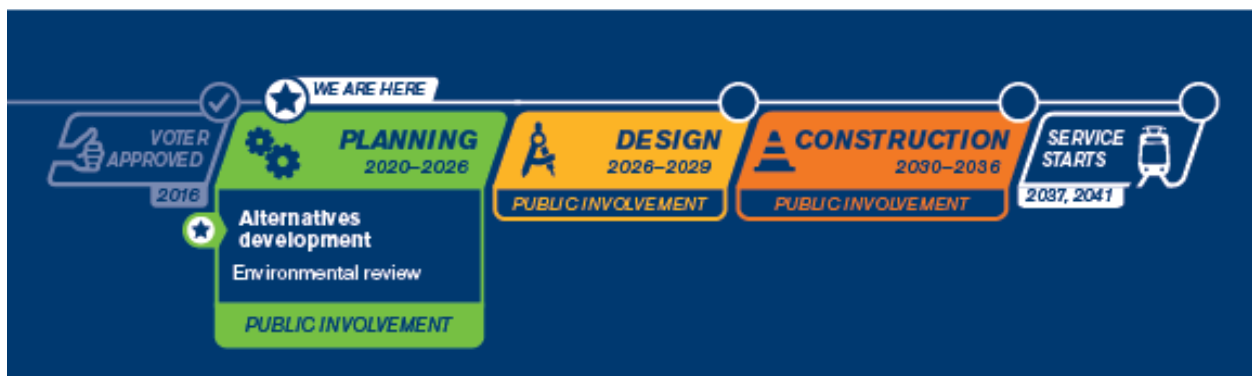 WE ARE HERE
VOTER
APPROVED
2016
PLANNING
2020–2026
Alternatives
development
Environmental review
PUBLIC INVOLVEMENT
DESIGN
2026–2029
PUBLIC INVOLVEMENT
CONSTRUCTION
2030–2036
PUBLIC INVOLVEMENT
SERVICE
STARTS
2037, 2041